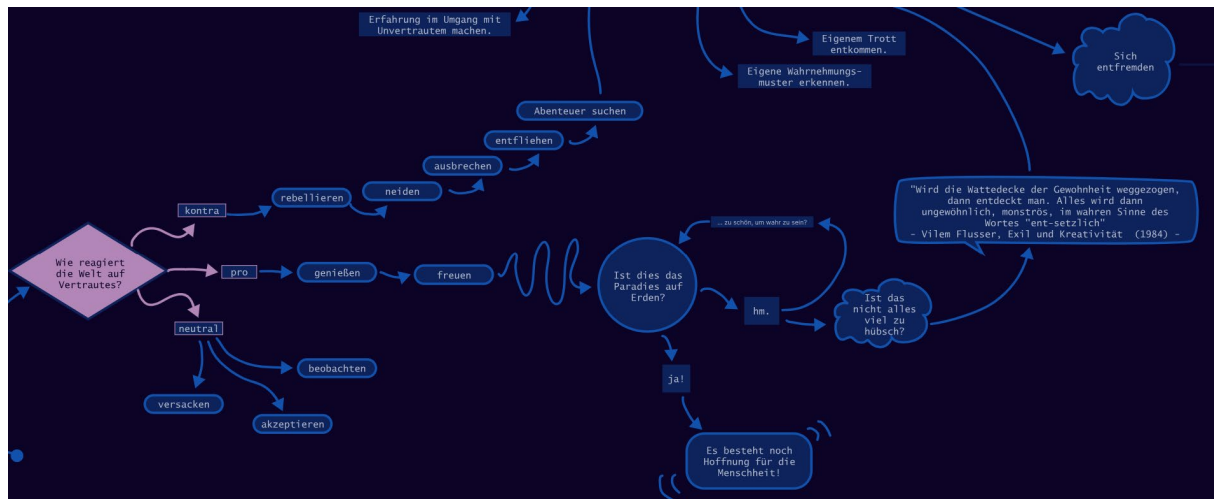 Erfahrung im Umgang mit
Unvertrautem machen.
Eigenem Trott
entkommen.
Sich
entfremden
Eigene Wahrnehmungs-
muster erkennen.
Abenteuer suchen
entfliehen
ausbrechen
neiden
rebellieren
kontra
"Wird die Wattedecke der Gewohnheit weggezogen,
dann entdeckt man. Alles wird dann
ungewöhnlich, monströs, im wahren Sinne des
Wortes "ent-setzlich"
- Vilem Flusser, Exil und Kreativität (1984) -
... zu schön, um wahr zu sein?
Wie reagiert
die Welt auf
Vertrautes?
pro
genießen
freuen
Ist dies das
Paradies auf
Erden?
hm.
Ist das
nicht alles
viel zu
hübsch?
neutral
beobachten
versacken
akzeptieren
ja!
Es besteht noch
Hoffnung für die
Menschheit!